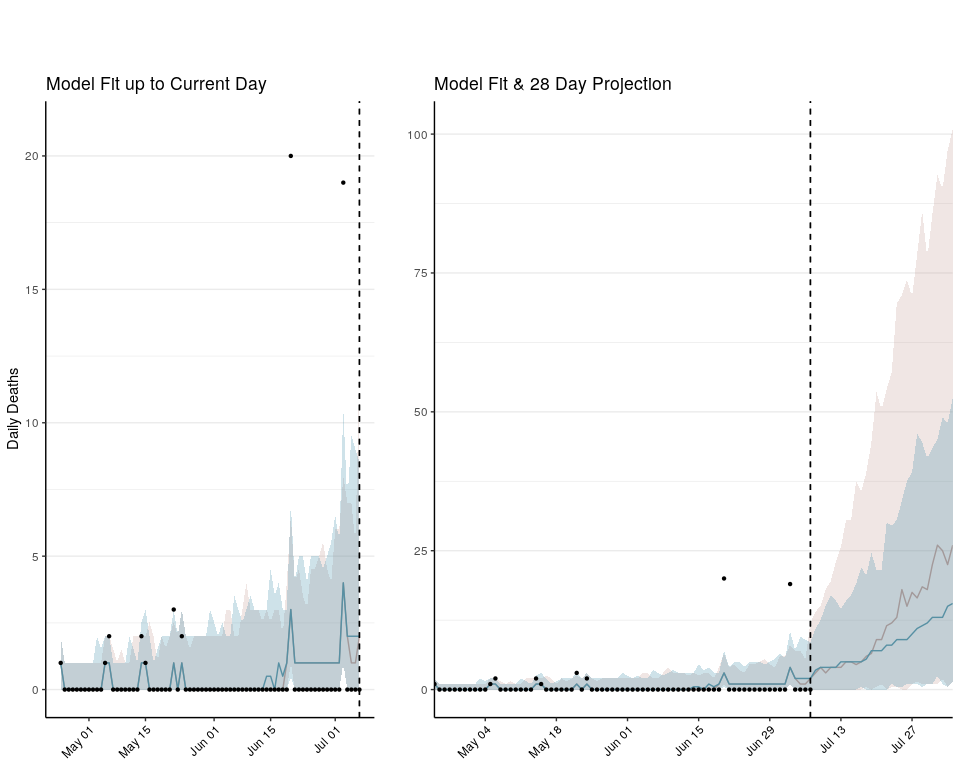 Model Fit up to Current Day
Model Fit & 28 Day Projection
Daily Deaths
20
15
10
5
0
May 01
May 15
Jun 01
Jun 15
Jul 01
100
75
50
25
0
May 04
May 18
Jun 01
Jun 15
Jun 29
Jul 13
Jul 27